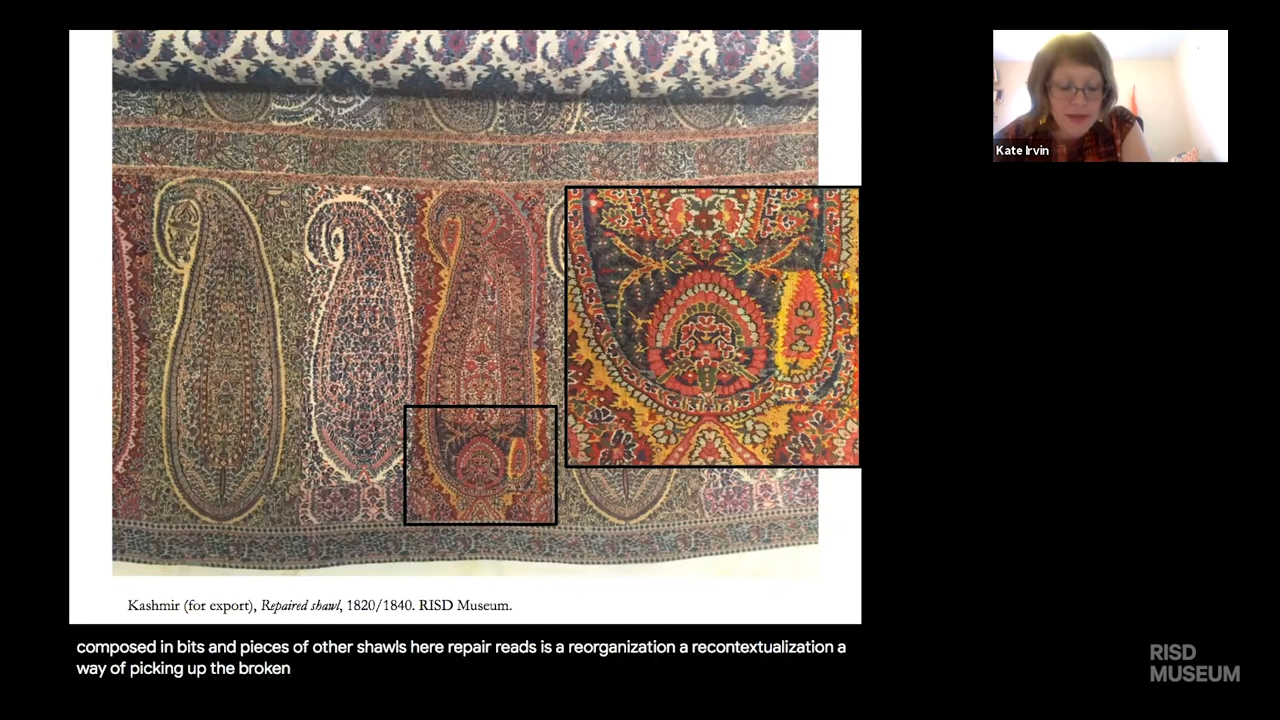 Kate Irvin
Kashmir (for export), Repaired shawl, 1820/1840. RISD Museum.
composed in bits and pieces of other shawls here repair reads is a reorganization a recontextualization a
way of picking up the broken
RISD
MUSEUM